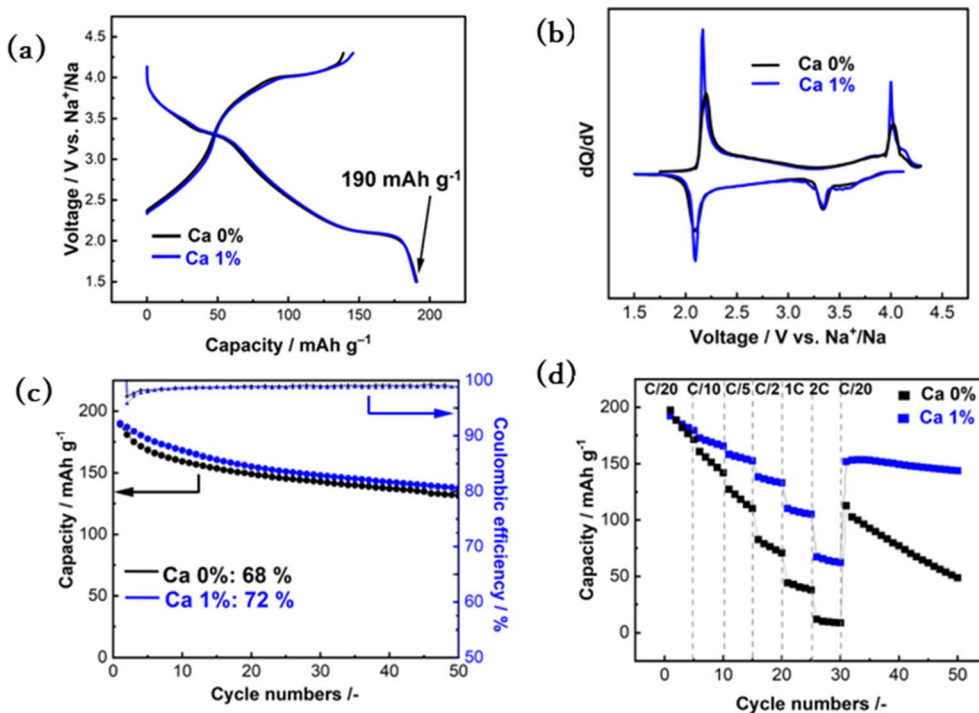 (a)
Voltage / V vs. Na⁺/Na
4.5
4.0
3.5
3.0
2.5
2.0
1.5
190 mAh g⁻¹
Ca 0%
Ca 1%
0 50 100 150 200
Capacity / mAh g⁻¹
(b)
dQ/dV
Ca 0%
Ca 1%
1.5 2.0 2.5 3.0 3.5 4.0 4.5
Voltage / V vs. Na⁺/Na
(c)
Capacity / mAh g⁻¹
200
150
100
50
0
Ca 0%: 68 %
Ca 1%: 72 %
100
90
80
70
60
50
Coulombic efficiency / %
0 10 20 30 40 50
Cycle numbers /-
(d)
Capacity / mAh g⁻¹
200
150
100
50
0
C/20 C/10 C/5 C/2 1C 2C C/20
Ca 0%
Ca 1%
0 10 20 30 40 50
Cycle numbers /-